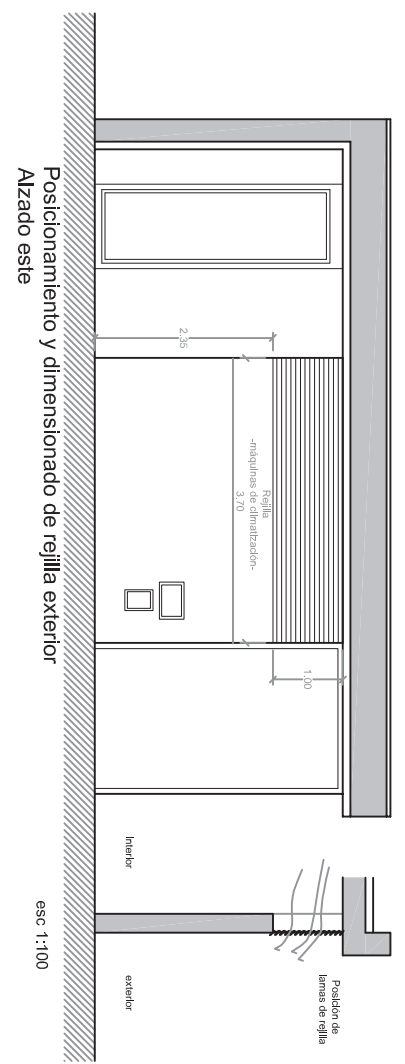 2.35
Rejilla
-máquinas de climatización-
3.70
1.00
Interior
exterior
Posición de
lamas de rejilla
Posicionamiento y dimensionado de rejilla exterior
Alzado este
esc 1:100